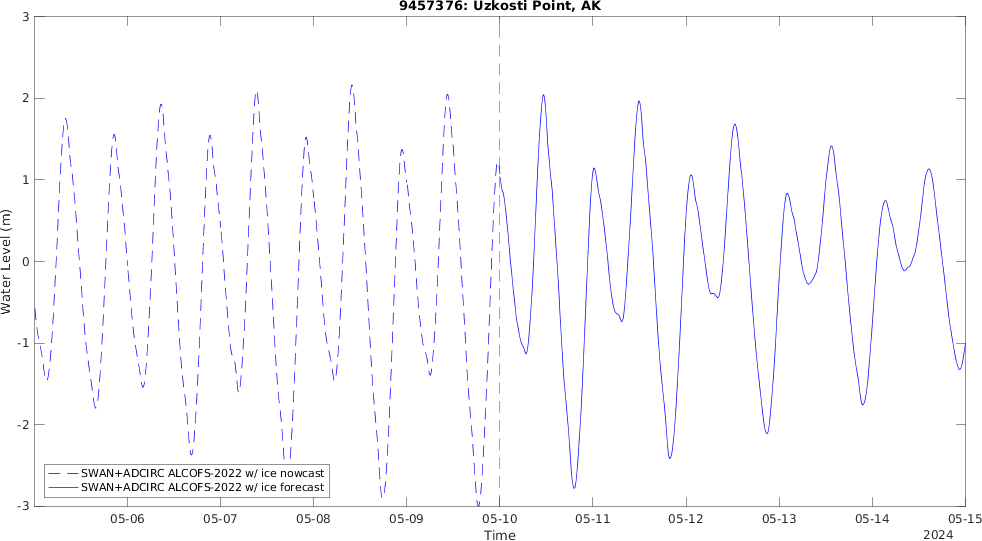 9457376: Uzkosti Point, AK
3
2
1
0
-1
-2
-3
Water Level (m)
SWAN+ADCIRC ALCOFS-2022 w/ ice nowcast
SWAN+ADCIRC ALCOFS-2022 w/ ice forecast
05-06 05-07 05-08 05-09 05-10 05-11 05-12 05-13 05-14 05-15
Time
2024